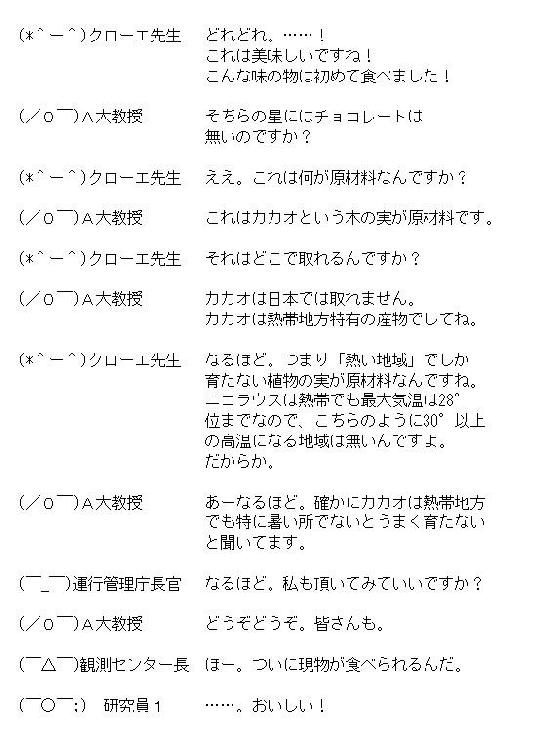 (*＾ー＾)クローエ先生　どれどれ。……！
これは美味しいですね！
こんな味の物は初めて食べました！
(／０￣)Ａ大教授　そちらの星ににチョコレートは
無いのですか？
(*＾ー＾)クローエ先生　ええ。これは何が原材料なんですか？
(／０￣)Ａ大教授　これはカカオという木の実が原材料です。
(*＾ー＾)クローエ先生　それはどこで取れるんですか？
(／０￣)Ａ大教授　カカオは日本では取れません。
カカオは熱帯地方特有の産物でしてね。
(*＾ー＾)クローエ先生　なるほど。つまり「熱い地域」でしか
育たない植物の実が原材料なんですね。
ニニラウスは熱帯でも最大気温は28°
位までなので、こちらのように30°以上
の高温になる地域は無いんですよ。
だからか。
(／０￣)Ａ大教授　あーなるほど。確かにカカオは熱帯地方
でも特に暑い所でないとうまく育たない
と聞いてます。
(￣_￣)運行管理庁長官　なるほど。私も頂いてみていいですか？
(／０￣)Ａ大教授　どうぞどうぞ。皆さんも。
(￣△￣)観測センター長　ほー。ついに現物が食べられるんだ。
(￣○￣;)　研究員１　……。おいしい！